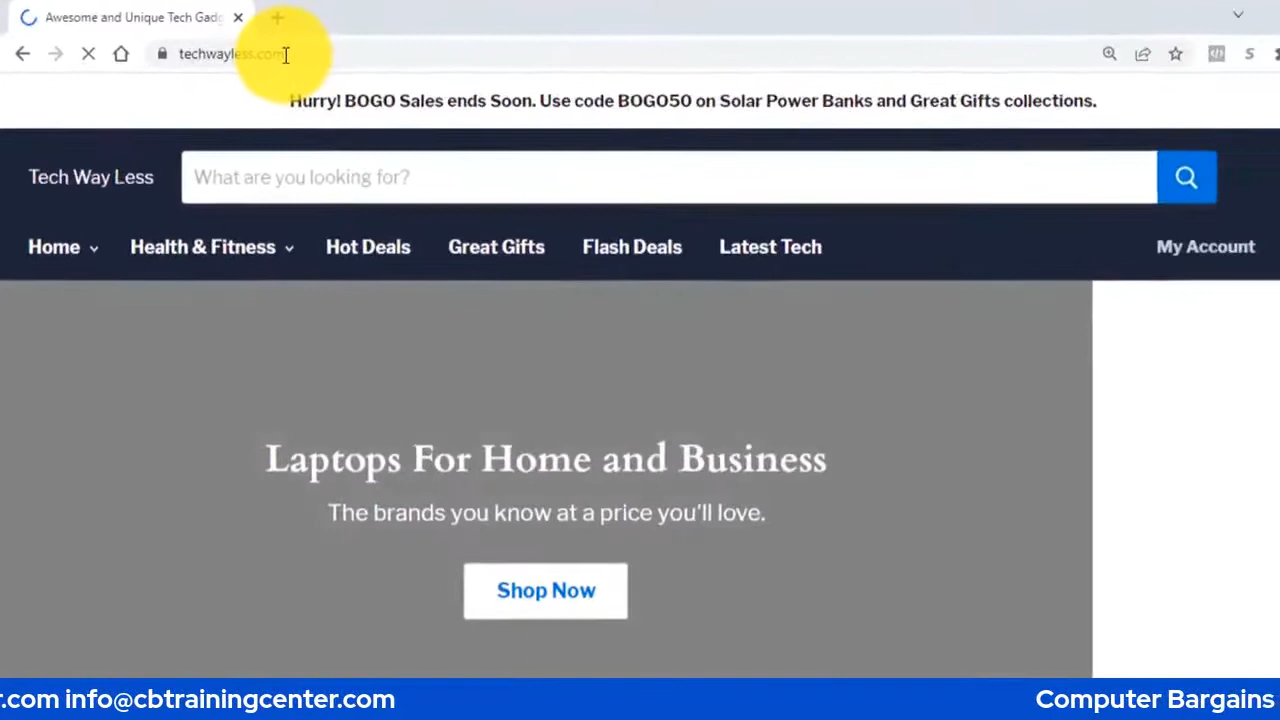 Awesome and Unique Tech Gadg
techwayless.com
Hurry! BOGO Sales ends Soon. Use code BOGO50 on Solar Power Banks and Great Gifts collections.
Tech Way Less
What are you looking for?
Home
Health & Fitness
Hot Deals
Great Gifts
Flash Deals
Latest Tech
My Account
Laptops For Home and Business
The brands you know at a price you'll love.
Shop Now
r.com info@cbtrainingcenter.com
Computer Bargains